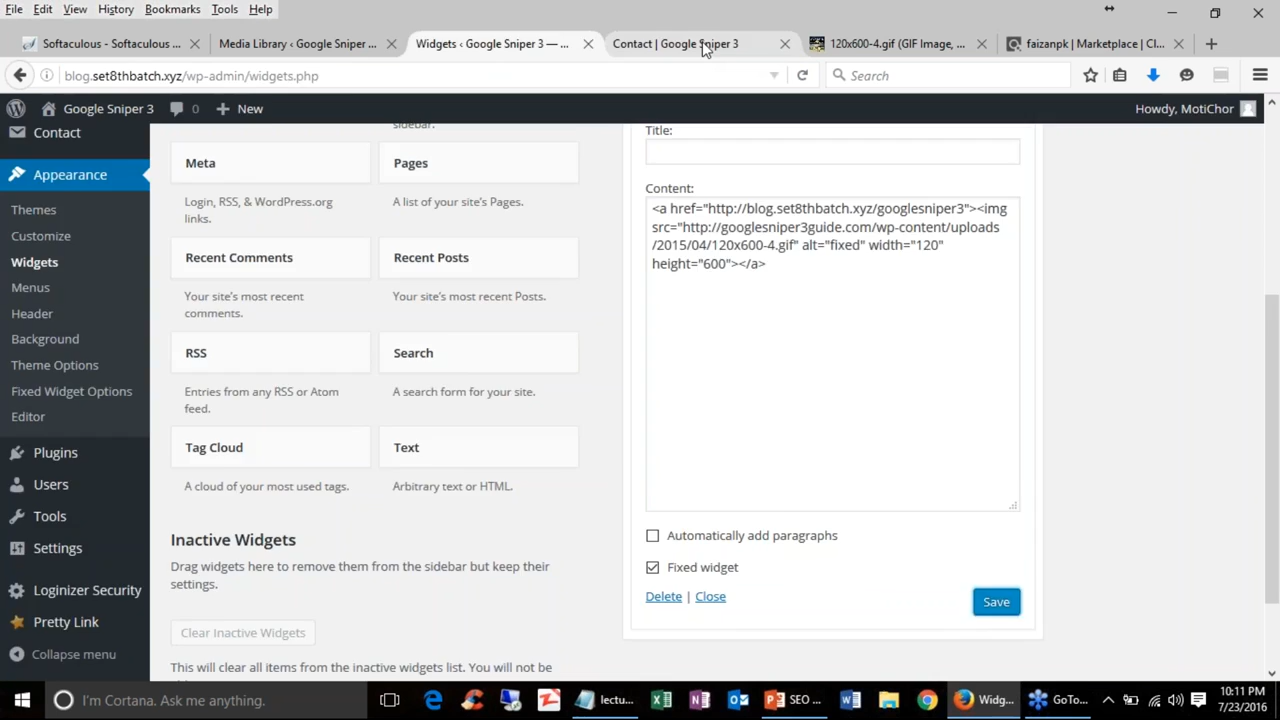 File Edit View History Bookmarks Tools Help
Softaculous - Softaculous ...
Media Library ‹ Google Sniper ...
Widgets ‹ Google Sniper 3 — ...
Contact | Google Sniper 3
120x600-4.gif (GIF Image, ...
faizanpk | Marketplace | Cl...
blog.set8thbatch.xyz/wp-admin/widgets.php
Search
Google Sniper 3
0
New
Howdy, MotiChor
Contact
Appearance
Themes
Customize
Widgets
Menus
Header
Background
Theme Options
Fixed Widget Options
Editor
Plugins
Users
Tools
Settings
Loginizer Security
Pretty Link
Collapse menu
sidebar.
Meta
Login, RSS, & WordPress.org
links.
Pages
A list of your site's Pages.
Recent Comments
Your site's most recent
comments.
Recent Posts
Your site's most recent Posts.
RSS
Entries from any RSS or Atom
feed.
Search
A search form for your site.
Tag Cloud
A cloud of your most used tags.
Text
Arbitrary text or HTML.
Inactive Widgets
Drag widgets here to remove them from the sidebar but keep their
settings.
Clear Inactive Widgets
This will clear all items from the inactive widgets list. You will not be
Title:
Content:
<a href="http://blog.set8thbatch.xyz/googlesniper3"><img
src="http://googlesniper3guide.com/wp-content/uploads
/2015/04/120x600-4.gif" alt="fixed" width="120"
height="600"></a>
Automatically add paragraphs
Fixed widget
Delete | Close
Save
I'm Cortana. Ask me anything.
lectu...
SEO ...
Widg...
GoTo...
10:11 PM
7/23/2016